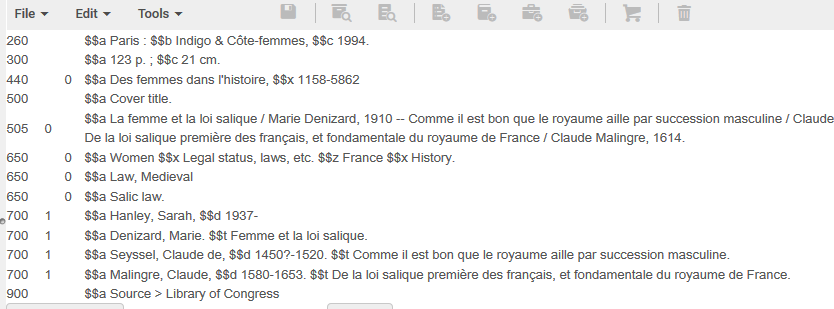 File Edit Tools
260 $$a Paris : $$b Indigo & Côte-femmes, $$c 1994.
300 $$a 123 p. ; $$c 21 cm.
440 0 $$a Des femmes dans l'histoire, $$x 1158-5862
500 $$a Cover title.
505 0 $$a La femme et la loi salique / Marie Denizard, 1910 -- Comme il est bon que le royaume aille par succession masculine / Claude
De la loi salique première des français, et fondamentale du royaume de France / Claude Malingre, 1614.
650 0 $$a Women $$x Legal status, laws, etc. $$z France $$x History.
650 0 $$a Law, Medieval
650 0 $$a Salic law.
700 1 $$a Hanley, Sarah, $$d 1937-
700 1 $$a Denizard, Marie. $$t Femme et la loi salique.
700 1 $$a Seyssel, Claude de, $$d 1450?-1520. $$t Comme il est bon que le royaume aille par succession masculine.
700 1 $$a Malingre, Claude, $$d 1580-1653. $$t De la loi salique première des français, et fondamentale du royaume de France.
900 $$a Source > Library of Congress